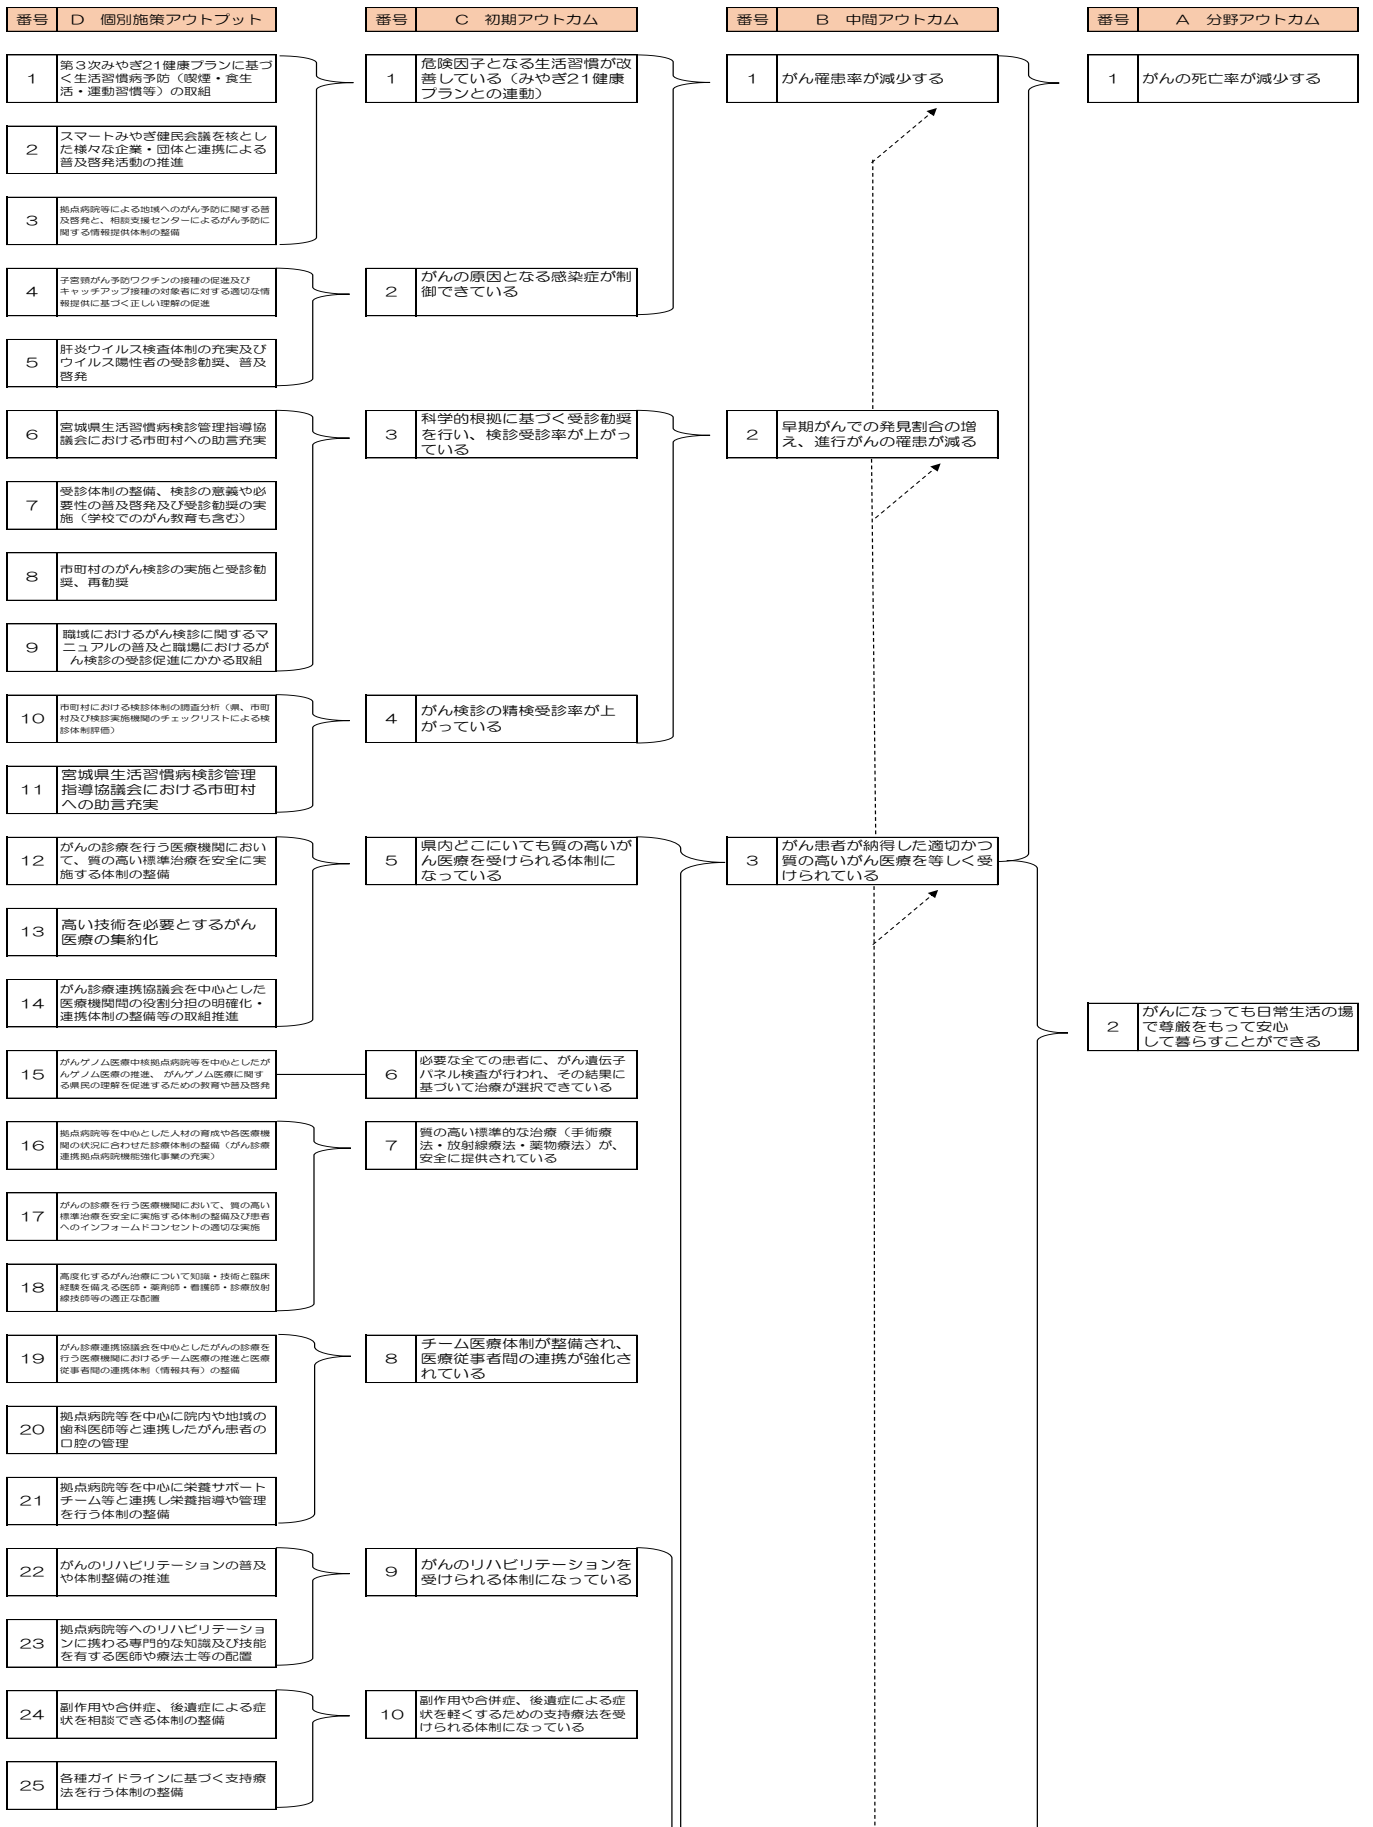 番号 D 個別施策アウトプット
番号 C 初期アウトカム
番号 B 中間アウトカム
番号 A 分野アウトカム
1
第3次みやぎ21健康プランに基づ
く生活習慣病予防（喫煙・食生
活・運動習慣等）の取組
1
危険因子となる生活習慣が改
善している（みやぎ21健康
プランとの連動）
1
がん罹患率が減少する
1
がんの死亡率が減少する
2
スマートみやぎ健民会議を核とし
た様々な企業・団体と連携による
普及啓発活動の推進
3
拠点病院等による地域へのがん予防に関する普
及啓発と、相談支援センターによるがん予防に
関する情報提供体制の整備
4
子宮頸がん予防ワクチンの接種の促進及び
キャッチアップ接種の対象者に対する適切な情
報提供に基づく正しい理解の促進
2
がんの原因となる感染症が制
御できている
5
肝炎ウイルス検査体制の充実及び
ウイルス陽性者の受診勧奨、普及
啓発
6
宮城県生活習慣病検診管理指導協
議会における市町村への助言充実
3
科学的根拠に基づく受診勧奨
を行い、検診受診率が上がっ
ている
2
早期がんでの発見割合の増
え、進行がんの罹患が減る
7
受診体制の整備、検診の意義や必
要性の普及啓発及び受診勧奨の実
施（学校でのがん教育も含む）
8
市町村のがん検診の実施と受診勧
奨、再勧奨
9
職域におけるがん検診に関するマ
ニュアルの普及と職場におけるが
ん検診の受診促進にかかる取組
10
市町村における検診体制の調査分析（県、市町
村及び検診実施機関のチェックリストによる検
診体制評価）
4
がん検診の精検受診率が上
がっている
11
宮城県生活習慣病検診管理
指導協議会における市町村
への助言充実
12
がんの診療を行う医療機関におい
て、質の高い標準治療を安全に実
施する体制の整備
5
県内どこにいても質の高いが
ん医療を受けられる体制に
なっている
3
がん患者が納得した適切かつ
質の高いがん医療を等しく受
けられている
13
高い技術を必要とするがん
医療の集約化
14
がん診療連携協議会を中心とした
医療機関間の役割分担の明確化・
連携体制の整備等の取組推進
2
がんになっても日常生活の場
で尊厳をもって安心
して暮らすことができる
15
がんゲノム医療中核拠点病院等を中心としたが
んゲノム医療の推進、がんゲノム医療に関す
る県民の理解を促進するための教育や普及啓発
6
必要な全ての患者に、がん遺伝子
パネル検査が行われ、その結果に
基づいて治療が選択できている
16
拠点病院等を中心とした人材の育成や各医療機
関の状況に合わせた診療体制の整備（がん診療
連携拠点病院機能強化事業の充実）
7
質の高い標準的な治療（手術療
法・放射線療法・薬物療法）が、
安全に提供されている
17
がんの診療を行う医療機関において、質の高い
標準治療を安全に実施する体制の整備及び患者
へのインフォームドコンセントの適切な実施
18
高度化するがん治療について知識・技術と臨床
経験を備える医師・薬剤師・看護師・診療放射
線技師等の適正な配置
19
がん診療連携協議会を中心としたがんの診療を
行う医療機関におけるチーム医療の推進と医療
従事者間の連携体制（情報共有）の整備
8
チーム医療体制が整備され、
医療従事者間の連携が強化さ
れている
20
拠点病院等を中心に院内や地域の
歯科医師等と連携したがん患者の
口腔の管理
21
拠点病院等を中心に栄養サポート
チーム等と連携し栄養指導や管理
を行う体制の整備
22
がんのリハビリテーションの普及
や体制整備の推進
9
がんのリハビリテーションを
受けられる体制になっている
23
拠点病院等へのリハビリテーショ
ンに携わる専門的な知識及び技能
を有する医師や療法士等の配置
24
副作用や合併症、後遺症による症
状を相談できる体制の整備
10
副作用や合併症、後遺症による症
状を軽くするための支持療法を受
けられる体制になっている
25
各種ガイドラインに基づく支持療
法を行う体制の整備